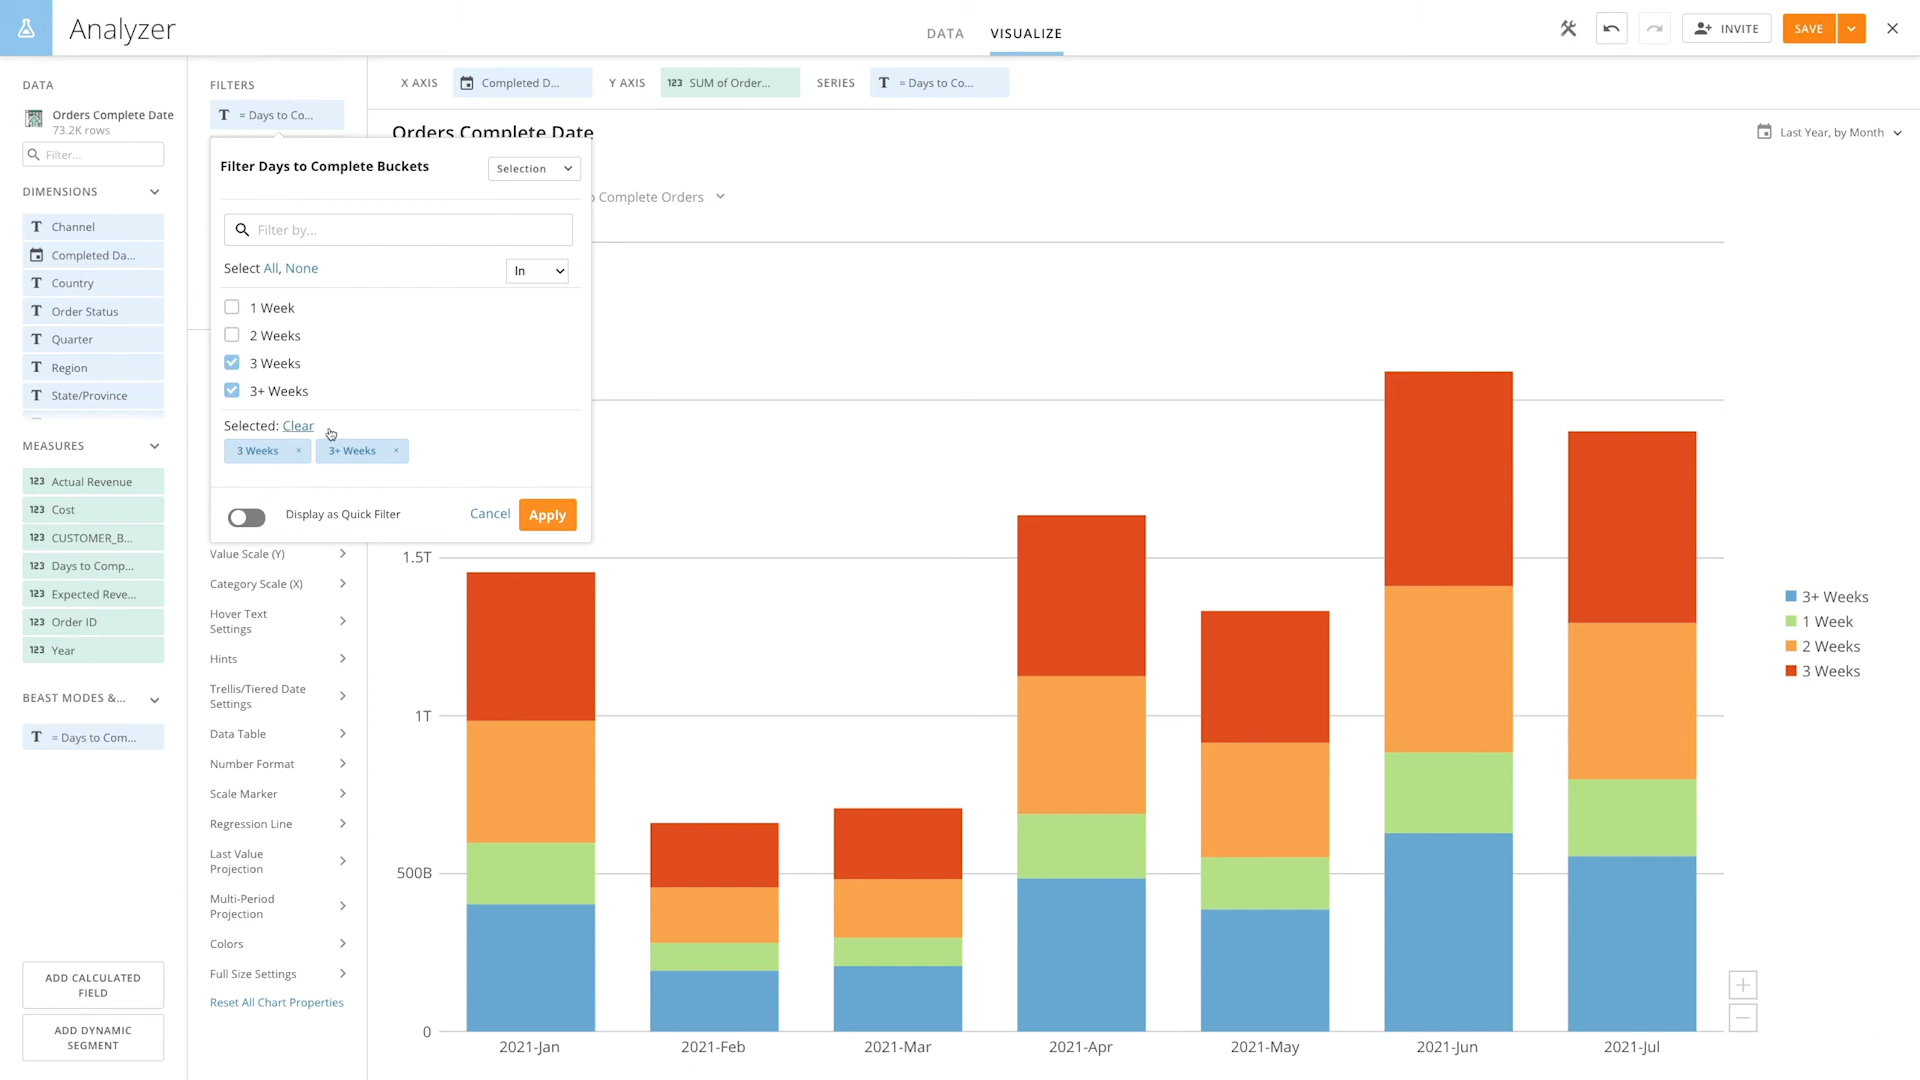 Analyzer
DATA
VISUALIZE
INVITE
SAVE
DATA
Orders Complete Date
73.2K rows
Filter...
DIMENSIONS
T Channel
Completed Da...
T Country
T Order Status
T Quarter
T Region
T State/Province
MEASURES
123 Actual Revenue
123 Cost
123 CUSTOMER_B...
123 Days to Comp...
123 Expected Reve...
123 Order ID
123 Year
BEAST MODES &...
T = Days to Com...
ADD CALCULATED
FIELD
ADD DYNAMIC
SEGMENT
FILTERS
T = Days to Co...
X AXIS
Completed D...
Y AXIS
123 SUM of Order...
SERIES
T = Days to Co...
Orders Complete Date
Last Year, by Month
Complete Orders
Filter Days to Complete Buckets
Selection
Filter by...
Select All, None
In
1 Week
2 Weeks
3 Weeks
3+ Weeks
Selected: Clear
3 Weeks ×
3+ Weeks ×
Display as Quick Filter
Cancel
Apply
Value Scale (Y)
Category Scale (X)
Hover Text
Settings
Hints
Trellis/Tiered Date
Settings
Data Table
Number Format
Scale Marker
Regression Line
Last Value
Projection
Multi-Period
Projection
Colors
Full Size Settings
Reset All Chart Properties
1.5T
1T
500B
0
2021-Jan
2021-Feb
2021-Mar
2021-Apr
2021-May
2021-Jun
2021-Jul
3+ Weeks
1 Week
2 Weeks
3 Weeks